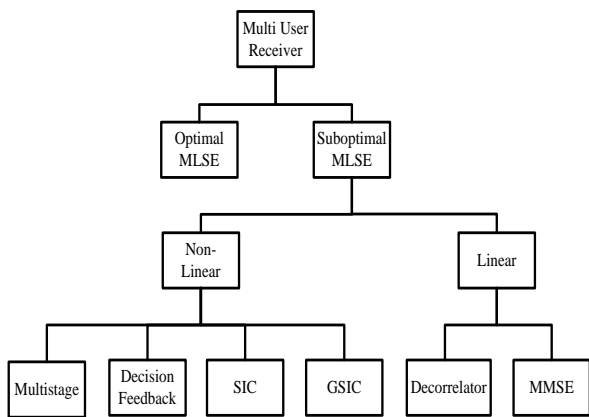 Multi User
Receiver
Optimal
MLSE
Suboptimal
MLSE
Non-
Linear
Linear
Multistage
Decision
Feedback
SIC
GSIC
Decorrelator
MMSE